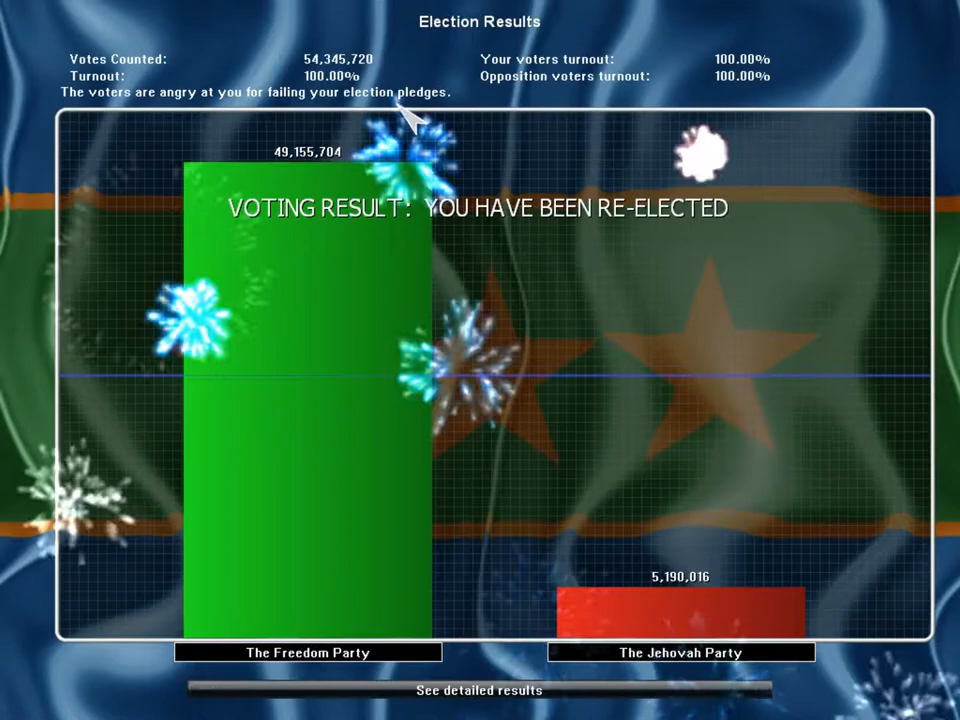 Election Results
Votes Counted: 54,345,720 Your voters turnout: 100.00%
Turnout: 100.00% Opposition voters turnout: 100.00%
The voters are angry at you for failing your election pledges.
49,155,704
VOTING RESULT: YOU HAVE BEEN RE-ELECTED
5,190,016
The Freedom Party The Jehovah Party
See detailed results